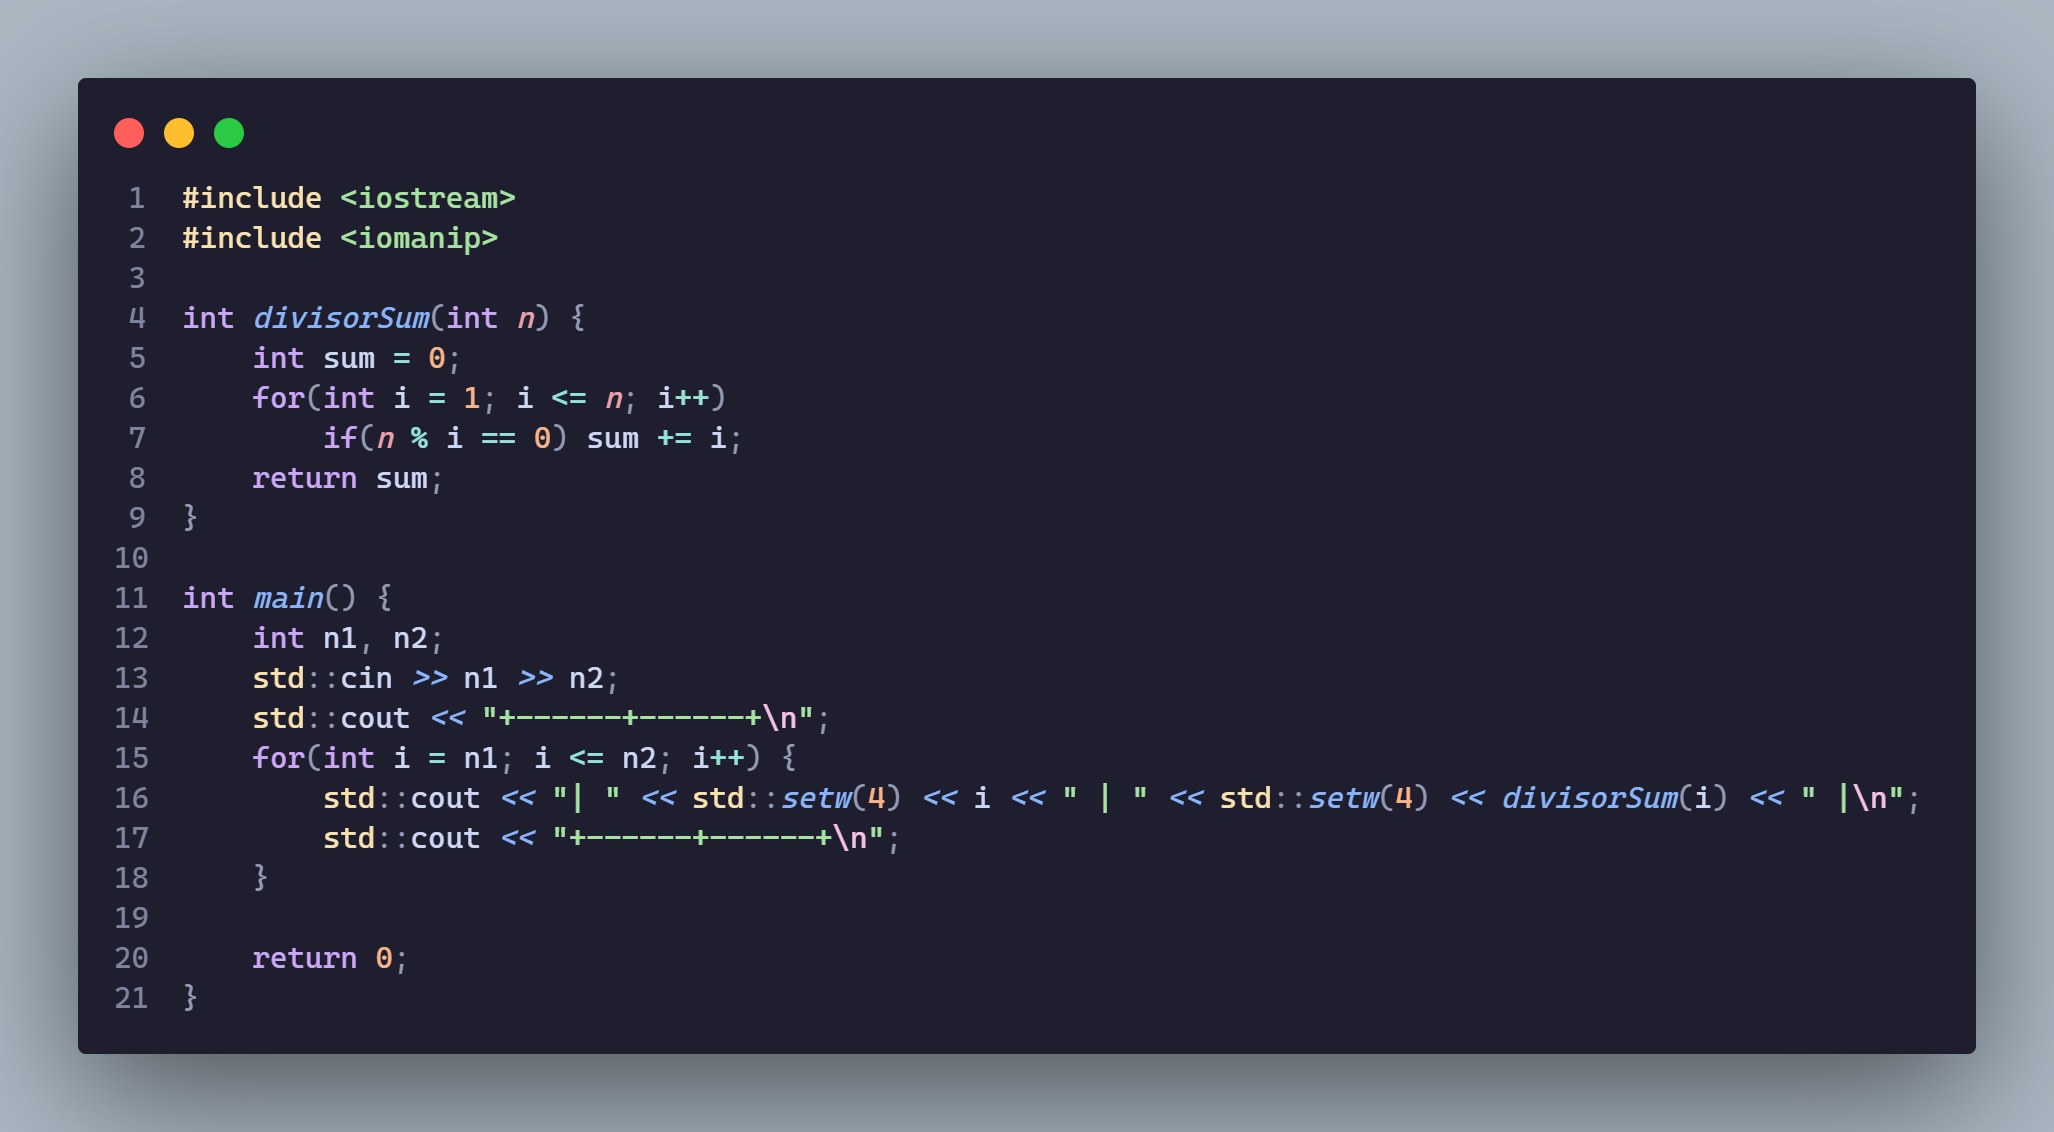 1 #include <iostream>
2 #include <iomanip>
3
4 int divisorSum(int n) {
5     int sum = 0;
6     for(int i = 1; i <= n; i++)
7         if(n % i == 0) sum += i;
8     return sum;
9 }
10
11 int main() {
12     int n1, n2;
13     std::cin >> n1 >> n2;
14     std::cout << "+------+------+\n";
15     for(int i = n1; i <= n2; i++) {
16         std::cout << "| " << std::setw(4) << i << " | " << std::setw(4) << divisorSum(i) << " |\n";
17         std::cout << "+------+------+\n";
18     }
19
20     return 0;
21 }